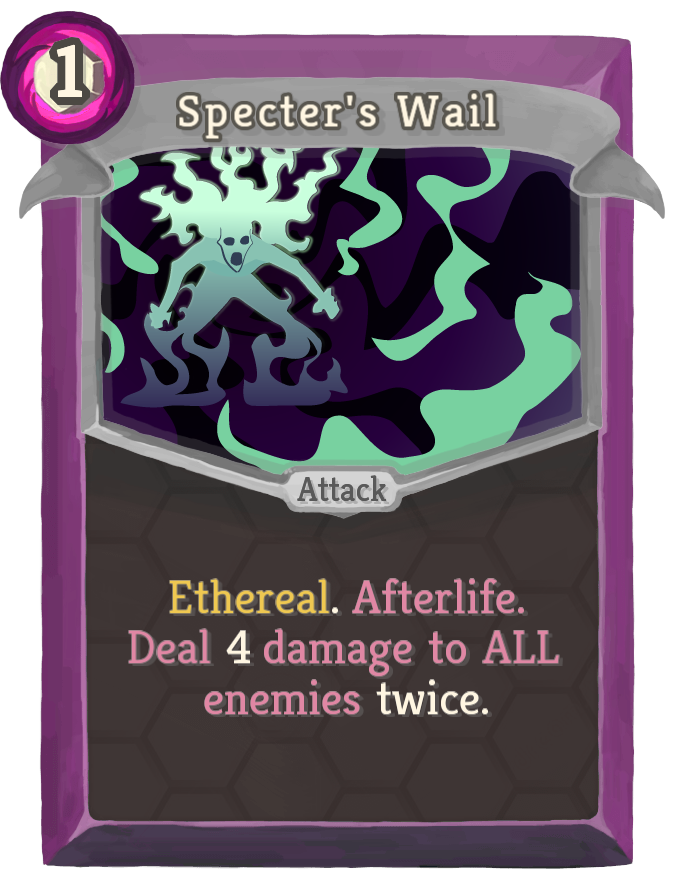 1
Specter's Wail
Attack
Ethereal. Afterlife.
Deal 4 damage to ALL
enemies twice.